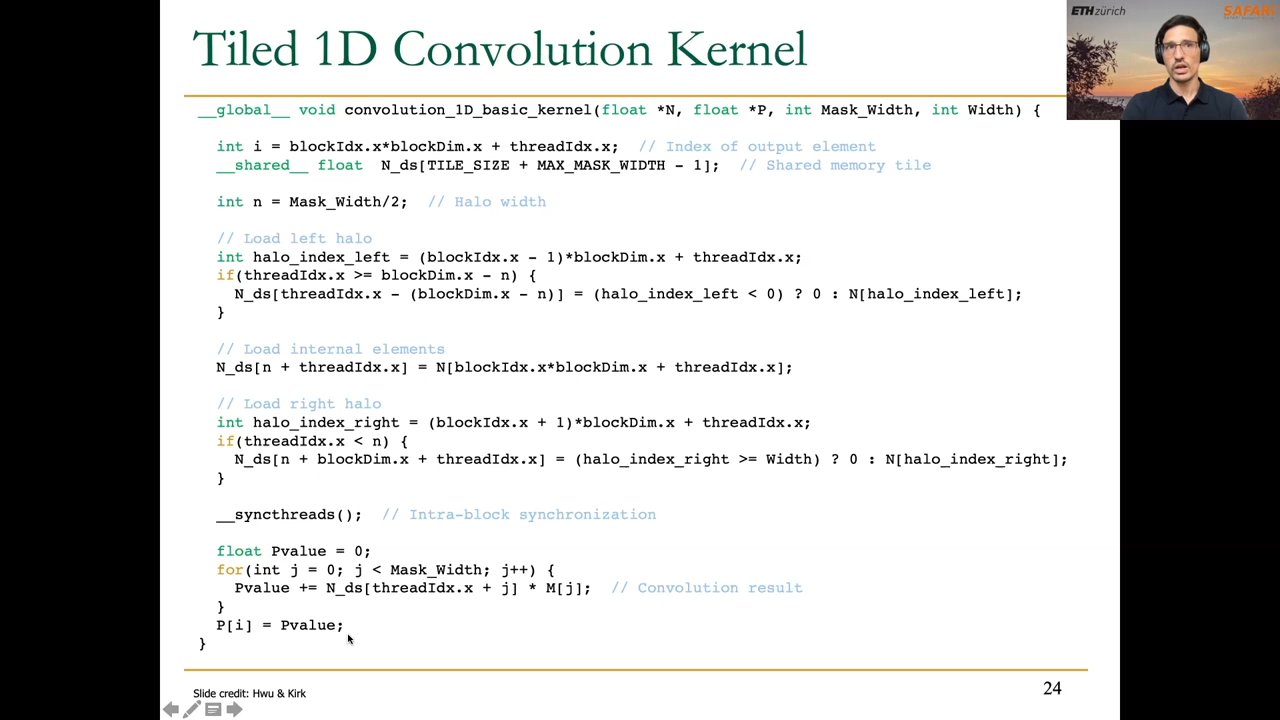 Tiled 1D Convolution Kernel
ETHzürich
SAFARI
__global__ void convolution_1D_basic_kernel(float *N, float *P, int Mask_Width, int Width) {
int i = blockIdx.x*blockDim.x + threadIdx.x; // Index of output element
__shared__ float N_ds[TILE_SIZE + MAX_MASK_WIDTH - 1]; // Shared memory tile
int n = Mask_Width/2; // Halo width
// Load left halo
int halo_index_left = (blockIdx.x - 1)*blockDim.x + threadIdx.x;
if(threadIdx.x >= blockDim.x - n) {
N_ds[threadIdx.x - (blockDim.x - n)] = (halo_index_left < 0) ? 0 : N[halo_index_left];
}
// Load internal elements
N_ds[n + threadIdx.x] = N[blockIdx.x*blockDim.x + threadIdx.x];
// Load right halo
int halo_index_right = (blockIdx.x + 1)*blockDim.x + threadIdx.x;
if(threadIdx.x < n) {
N_ds[n + blockDim.x + threadIdx.x] = (halo_index_right >= Width) ? 0 : N[halo_index_right];
}
__syncthreads(); // Intra-block synchronization
float Pvalue = 0;
for(int j = 0; j < Mask_Width; j++) {
Pvalue += N_ds[threadIdx.x + j] * M[j]; // Convolution result
}
P[i] = Pvalue;
}
Slide credit: Hwu & Kirk
24